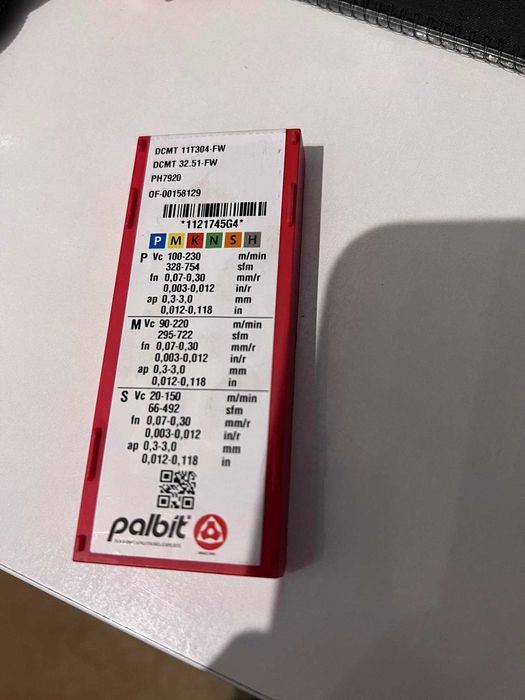 DCMT 11T304-FW
DCMT 32.51-FW
PH7920
OF-00158129
*1121745G4*
P M K N S H
P Vc 100-230 m/min
328-754 sfm
fn 0,07-0,30 mm/r
0,003-0,012 in/r
ap 0,3-3,0 mm
0,012-0,118 in
M Vc 90-220 m/min
295-722 sfm
fn 0,07-0,30 mm/r
0,003-0,012 in/r
ap 0,3-3,0 mm
0,012-0,118 in
S Vc 20-150 m/min
66-492 sfm
fn 0,07-0,30 mm/r
0,003-0,012 in/r
ap 0,3-3,0 mm
0,012-0,118 in
palbit®